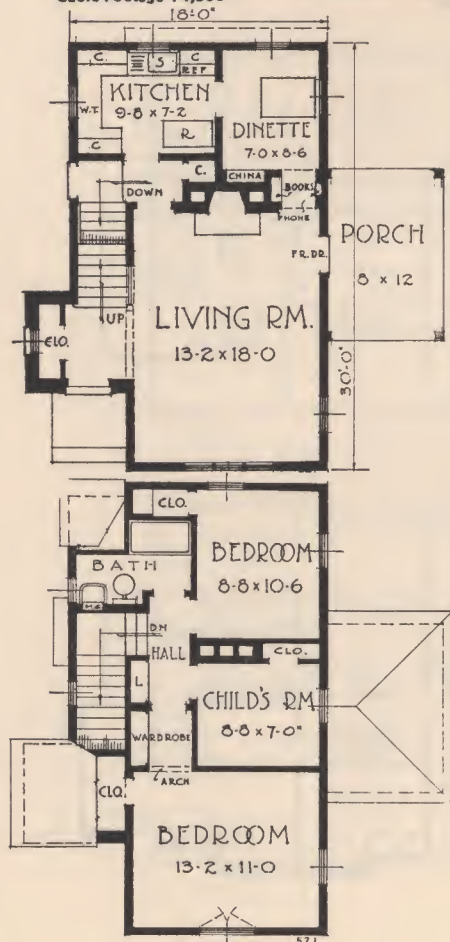 18'-0"
C.
S
C
REF
KITCHEN
9-8 x 7-2
W.T.
R
C
DINETTE
7-0 x 8-6
C.
CHINA
BOOKS
PHONE
DOWN
PORCH
8 x 12
FR. DR.
UP
CLO.
LIVING RM.
13-2 x 18-0
30'-0"
CLO.
BATH
BEDROOM
8-8 x 10-6
M.C.
DN
HALL
CLO.
L
CHILD'S RM
8-8 x 7-0"
WARDROBE
ARCH
CLO.
BEDROOM
13-2 x 11-0